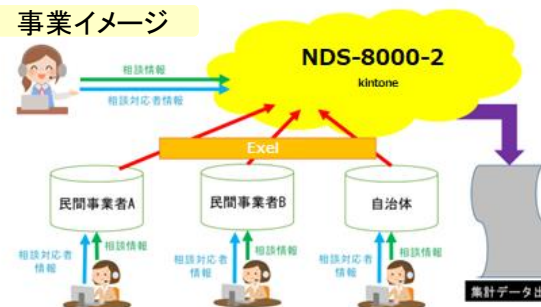 事業イメージ
NDS-8000-2
kintone
相談情報
相談対応者情報
Exel
民間事業者A
民間事業者B
自治体
相談対応者
情報
相談情報
相談対応者
情報
相談情報
相談対応者
情報
相談情報
集計データ出